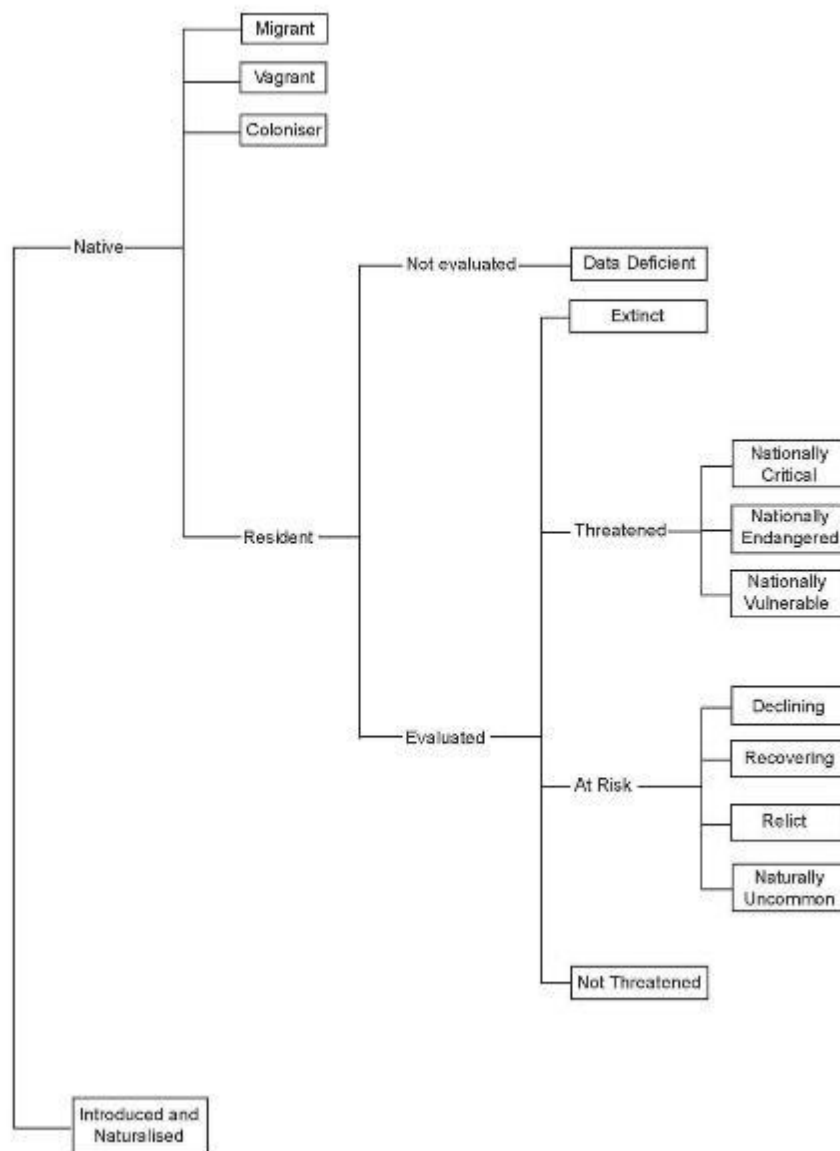 Migrant
Vagrant
Coloniser
Native
Not evaluated
Data Deficient
Extinct
Nationally
Critical
Threatened
Nationally
Endangered
Resident
Nationally
Vulnerable
Declining
Evaluated
Recovering
At Risk
Relict
Naturally
Uncommon
Not Threatened
Introduced and
Naturalised